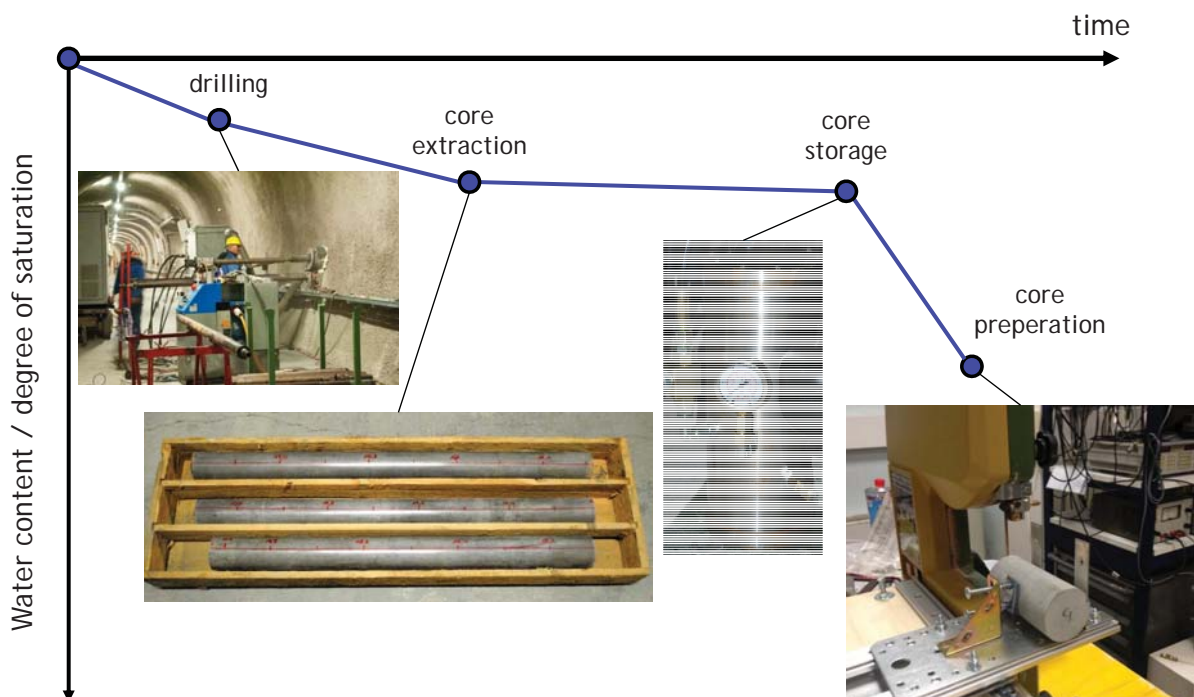 time
drilling
core
extraction
core
storage
core
preperation
Water content / degree of saturation